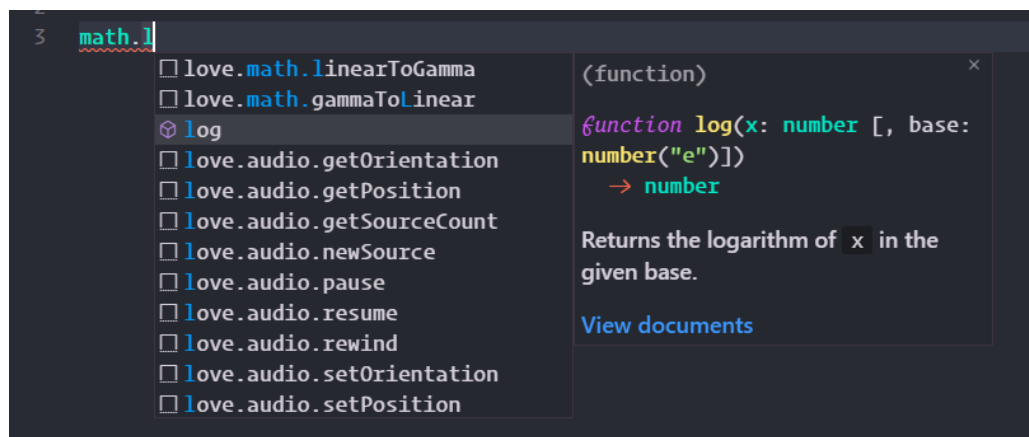 3 math.l
love.math.linearToGamma
love.math.gammaToLinear
log
love.audio.getOrientation
love.audio.getPosition
love.audio.getSourceCount
love.audio.newSource
love.audio.pause
love.audio.resume
love.audio.rewind
love.audio.setOrientation
love.audio.setPosition
(function) ×
function log(x: number [, base:
number("e")])
→ number
Returns the logarithm of x in the
given base.
View documents